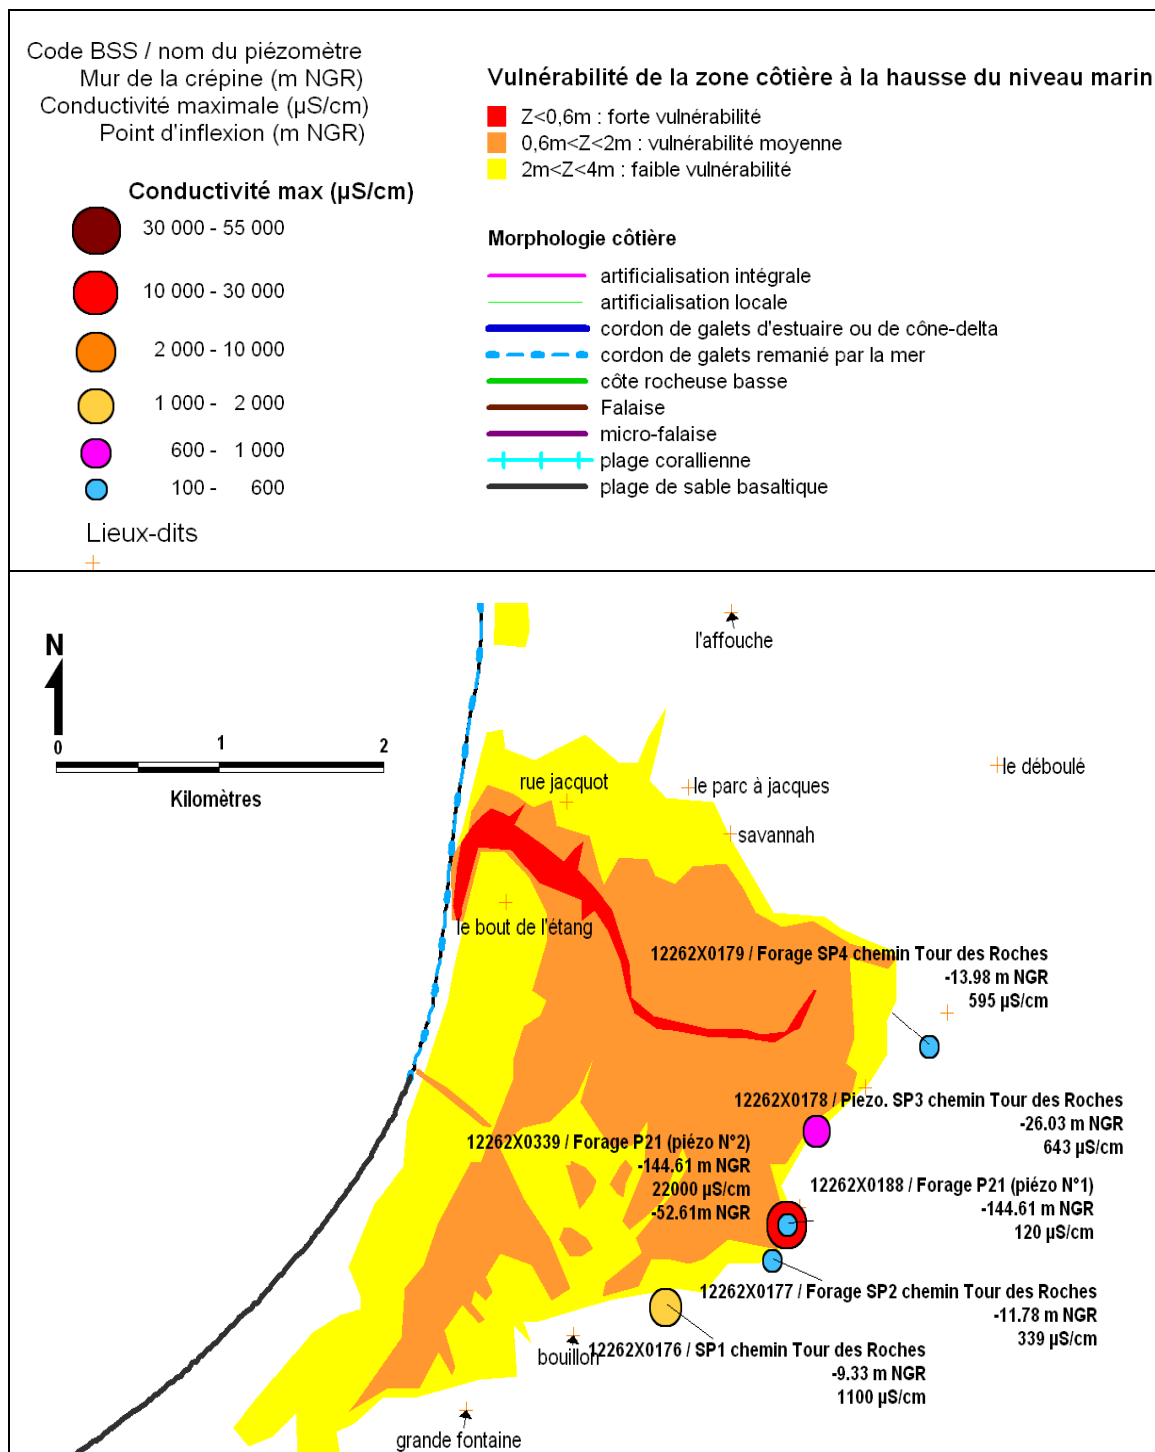 Code BSS / nom du piézomètre
Mur de la crépine (m NGR)
Conductivité maximale (µS/cm)
Point d'inflexion (m NGR)
Conductivité max (µS/cm)
30 000 - 55 000
10 000 - 30 000
2 000 - 10 000
1 000 - 2 000
600 - 1 000
100 - 600
Lieux-dits
Vulnérabilité de la zone côtière à la hausse du niveau marin
Z<0,6m : forte vulnérabilité
0,6m<Z<2m : vulnérabilité moyenne
2m<Z<4m : faible vulnérabilité
Morphologie côtière
artificialisation intégrale
artificialisation locale
cordon de galets d'estuaire ou de cône-delta
cordon de galets remanié par la mer
côte rocheuse basse
Falaise
micro-falaise
plage corallienne
plage de sable basaltique
N
0 1 2
Kilomètres
l'affouche
le déboulé
rue jacquot
le parc à jacques
savannah
le bout de l'étang
12262X0179 / Forage SP4 chemin Tour des Roches
-13.98 m NGR
595 µS/cm
12262X0178 / Piezo. SP3 chemin Tour des Roches
-26.03 m NGR
643 µS/cm
12262X0339 / Forage P21 (piézo N°2)
-144.61 m NGR
22000 µS/cm
-52.61m NGR
12262X0188 / Forage P21 (piézo N°1)
-144.61 m NGR
120 µS/cm
12262X0177 / Forage SP2 chemin Tour des Roches
-11.78 m NGR
339 µS/cm
bouillon
12262X0176 / SP1 chemin Tour des Roches
-9.33 m NGR
1100 µS/cm
grande fontaine